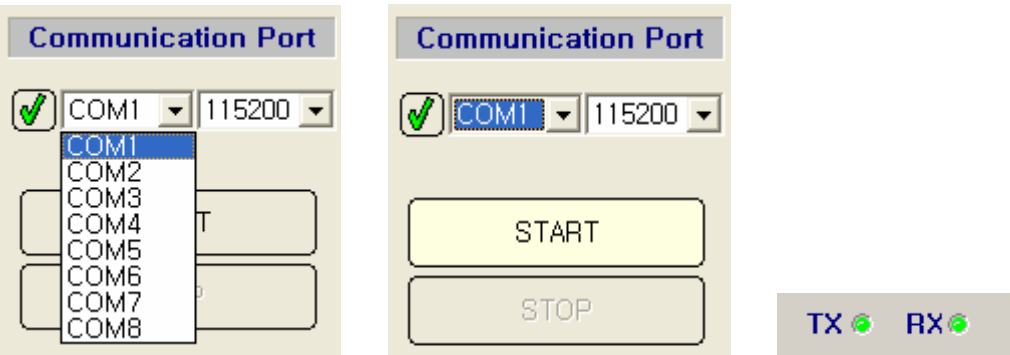 Communication Port
COM1 115200
COM1
COM2
COM3
COM4
COM5
COM6
COM7
COM8
T
P
Communication Port
COM1 115200
START
STOP
TX RX